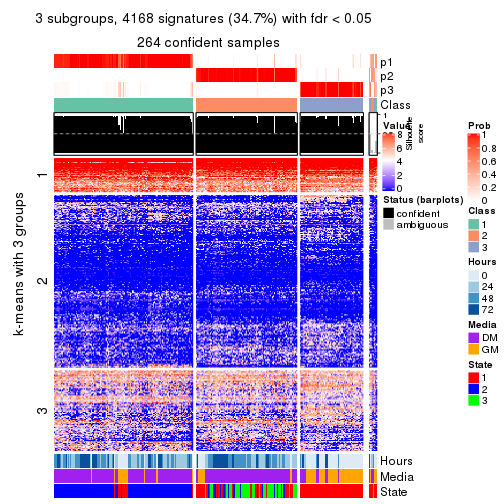 3 subgroups, 4168 signatures (34.7%) with fdr < 0.05
264 confident samples
p1
p2
p3
Class
1
Silhouette
score
k-means with 3 groups
1
2
3
Hours
Media
State
Value
8
6
4
2
0
Status (barplots)
confident
ambiguous
Prob
1
0.8
0.6
0.4
0.2
0
Class
1
2
3
Hours
0
24
48
72
Media
DM
GM
State
1
2
3